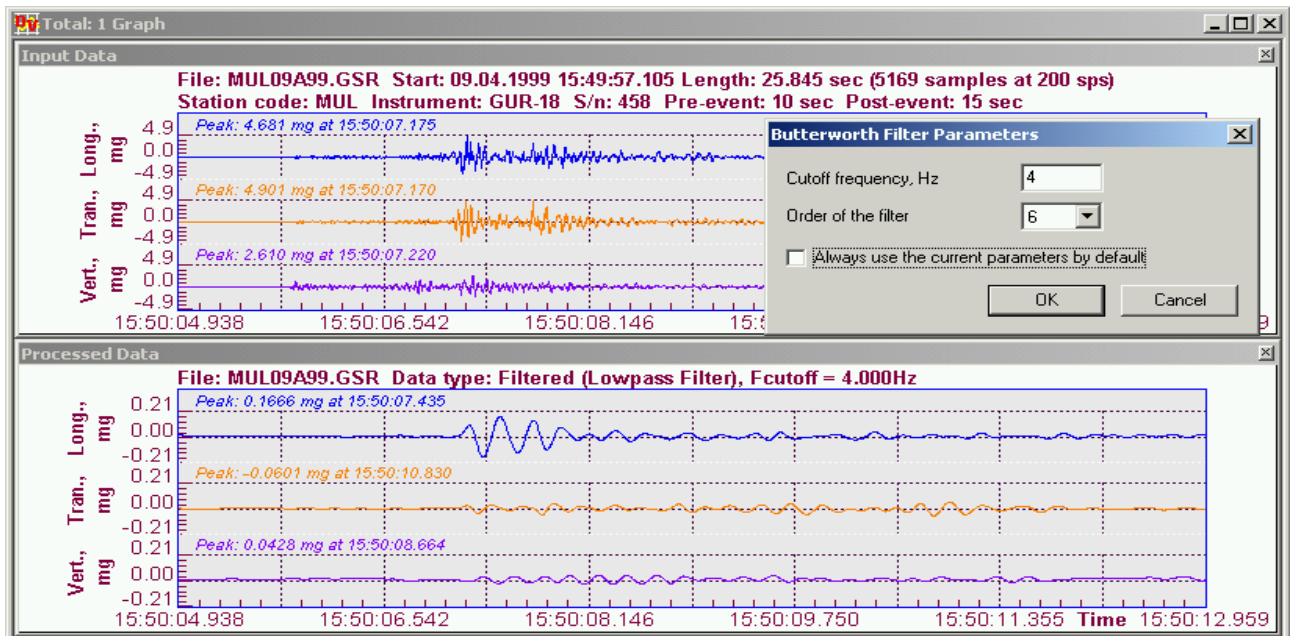 Total: 1 Graph
Input Data
File: MUL09A99.GSR Start: 09.04.1999 15:49:57.105 Length: 25.845 sec (5169 samples at 200 sps)
Station code: MUL Instrument: GUR-18 S/n: 458 Pre-event: 10 sec Post-event: 15 sec
Long., mg
4.9
0.0
-4.9
Peak: 4.681 mg at 15:50:07.175
Tran., mg
4.9
0.0
-4.9
Peak: 4.901 mg at 15:50:07.170
Vert., mg
4.9
0.0
-4.9
Peak: 2.610 mg at 15:50:07.220
15:50:04.938 15:50:06.542 15:50:08.146
Butterworth Filter Parameters
Cutoff frequency, Hz 4
Order of the filter 6
Always use the current parameters by default
OK Cancel
Processed Data
File: MUL09A99.GSR Data type: Filtered (Lowpass Filter), Fcutoff = 4.000Hz
Long., mg
0.21
0.00
-0.21
Peak: 0.1666 mg at 15:50:07.435
Tran., mg
0.21
0.00
-0.21
Peak: -0.0601 mg at 15:50:10.830
Vert., mg
0.21
0.00
-0.21
Peak: 0.0428 mg at 15:50:08.664
15:50:04.938 15:50:06.542 15:50:08.146 15:50:09.750 15:50:11.355 Time 15:50:12.959